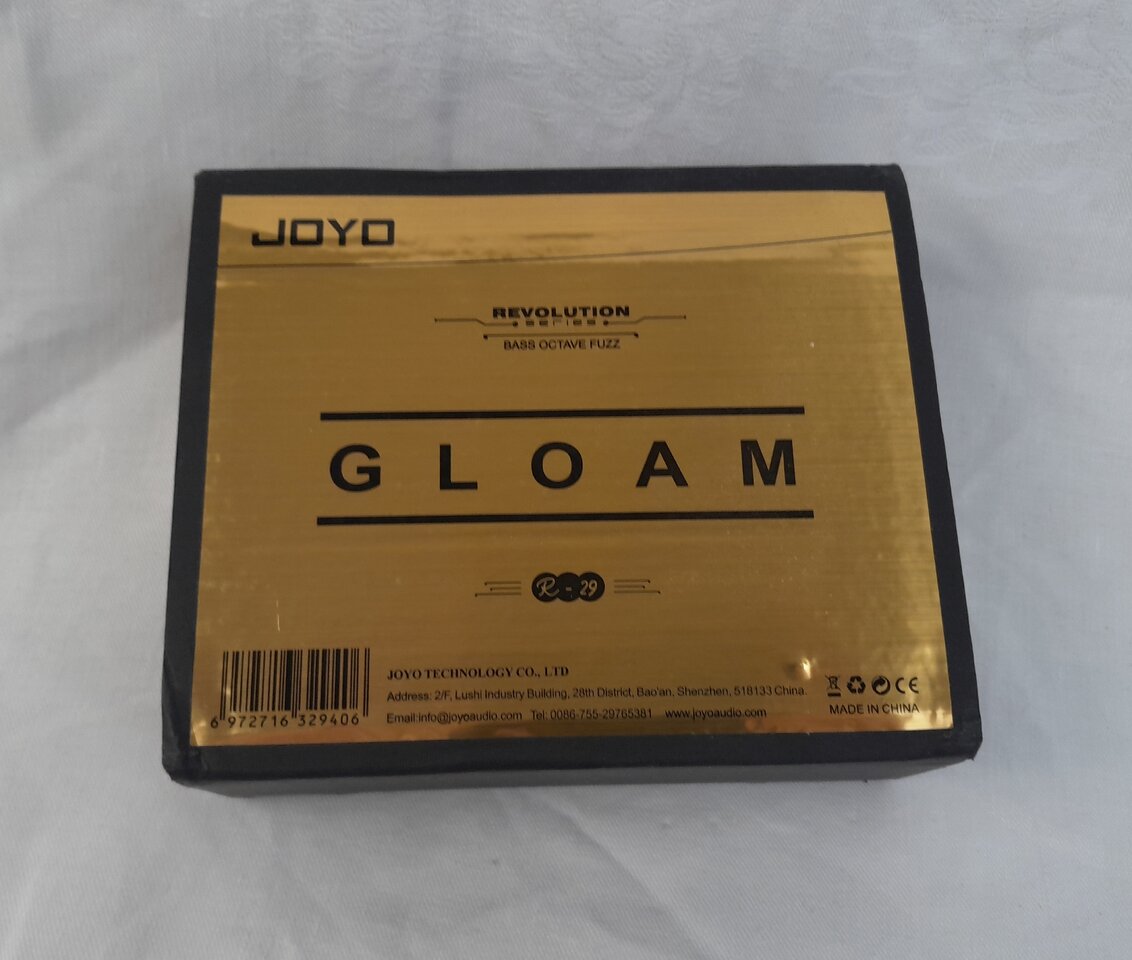 JOYO
REVOLUTION
SERIES
BASS OCTAVE FUZZ
GLOAM
R - 29
JOYO TECHNOLOGY CO., LTD
Address: 2/F, Lushi Industry Building, 28th District, Bao'an, Shenzhen, 518133 China.
Email:info@joyoaudio.com Tel: 0086-755-29765381 www.joyoaudio.com
6 972716 329406
CE
MADE IN CHINA